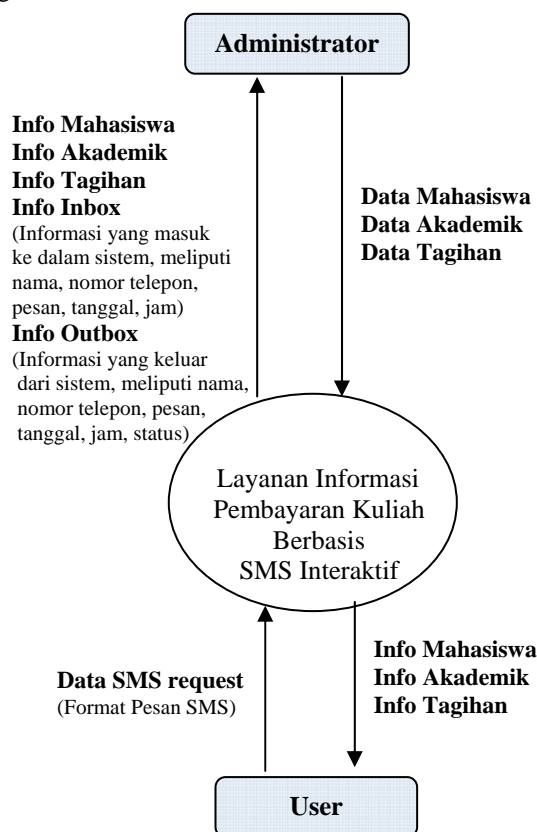 Administrator
Info Mahasiswa
Info Akademik
Info Tagihan
Info Inbox
(Informasi yang masuk
ke dalam sistem, meliputi
nama, nomor telepon,
pesan, tanggal, jam)
Info Outbox
(Informasi yang keluar
dari sistem, meliputi nama,
nomor telepon, pesan,
tanggal, jam, status)
Data Mahasiswa
Data Akademik
Data Tagihan
Layanan Informasi
Pembayaran Kuliah
Berbasis
SMS Interaktif
Data SMS request
(Format Pesan SMS)
Info Mahasiswa
Info Akademik
Info Tagihan
User